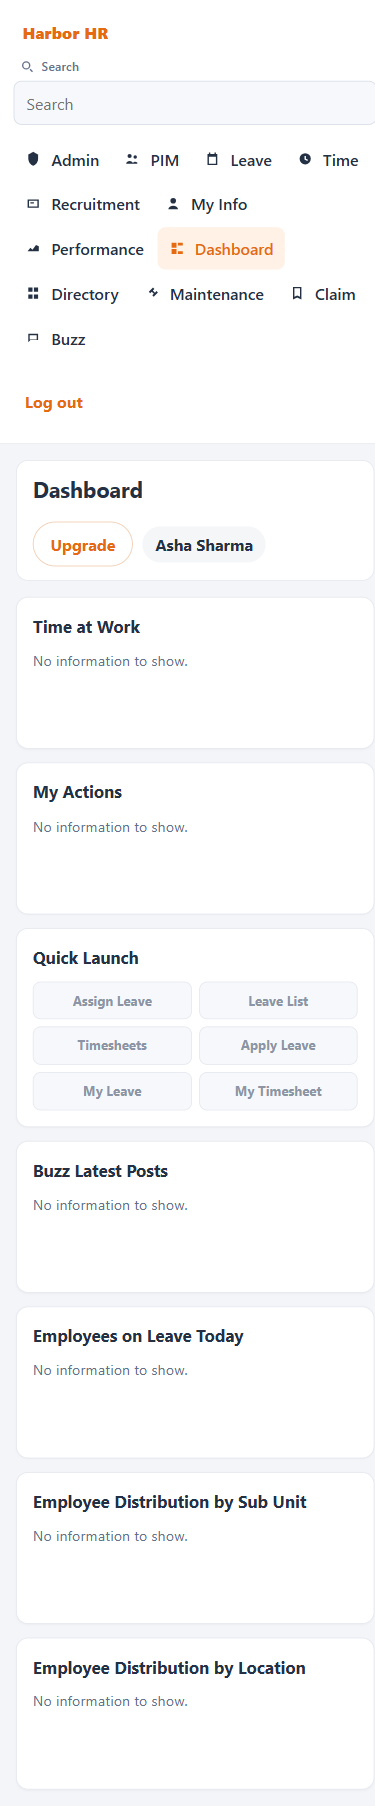 Harbor HR
Search
Search
Admin PIM Leave Time
Recruitment My Info
Performance Dashboard
Directory Maintenance Claim
Buzz
Log out
Dashboard
Upgrade Asha Sharma
Time at Work
No information to show.
My Actions
No information to show.
Quick Launch
Assign Leave Leave List
Timesheets Apply Leave
My Leave My Timesheet
Buzz Latest Posts
No information to show.
Employees on Leave Today
No information to show.
Employee Distribution by Sub Unit
No information to show.
Employee Distribution by Location
No information to show.